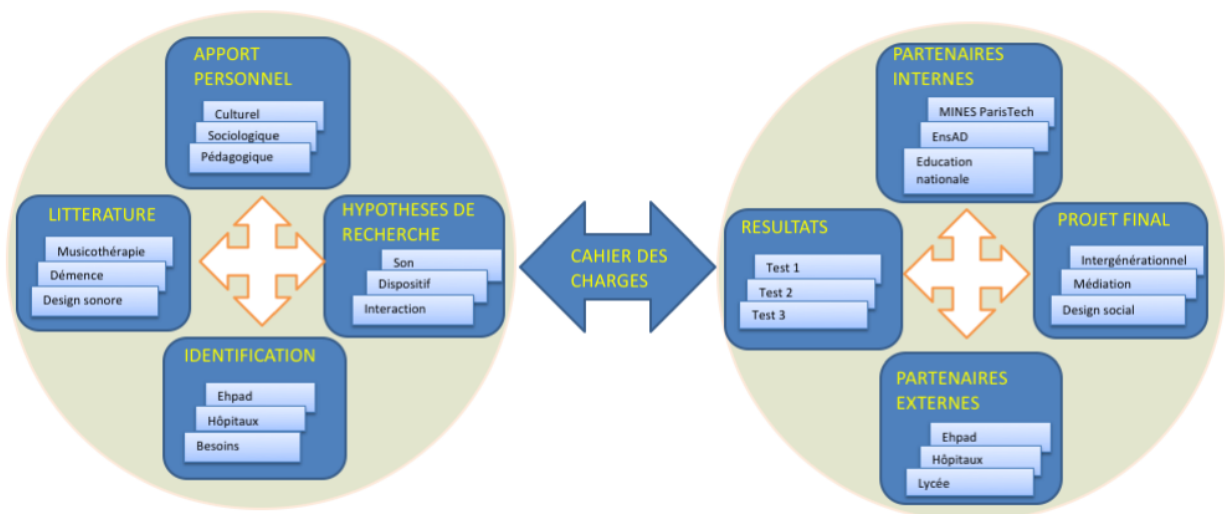 APPORT
PERSONNEL
Culturel
Sociologique
Pédagogique
LITTERATURE
Musicothérapie
Démence
Design sonore
HYPOTHESES DE
RECHERCHE
Son
Dispositif
Interaction
IDENTIFICATION
Ehpad
Hôpitaux
Besoins
CAHIER DES
CHARGES
PARTENAIRES
INTERNES
MINES ParisTech
EnsAD
Education
nationale
RESULTATS
Test 1
Test 2
Test 3
PROJET FINAL
Intergénérationnel
Médiation
Design social
PARTENAIRES
EXTERNES
Ehpad
Hôpitaux
Lycée